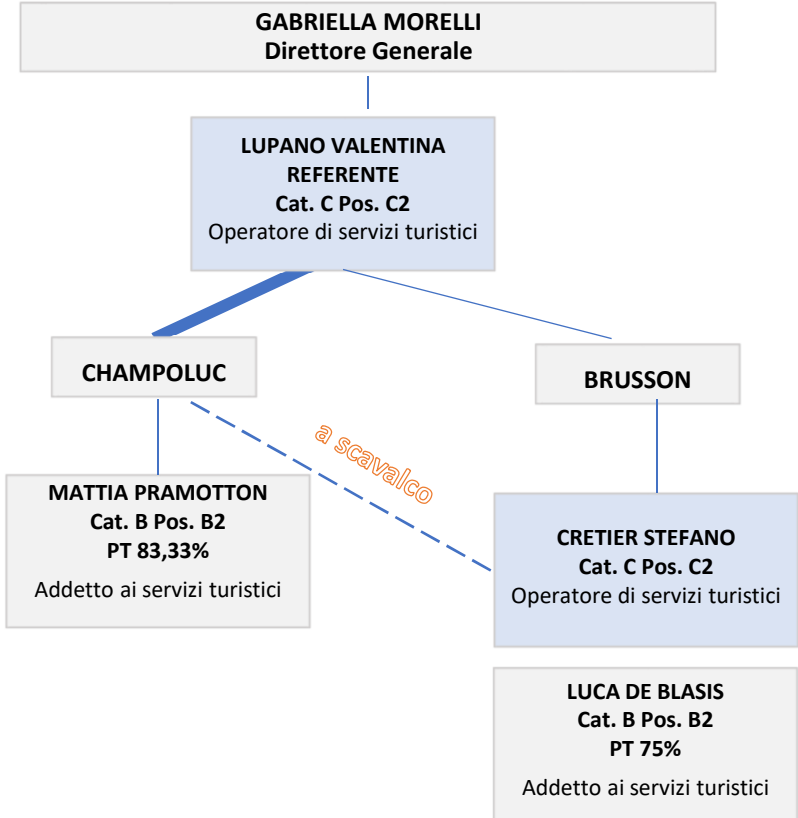 GABRIELLA MORELLI
Direttore Generale
LUPANO VALENTINA
REFERENTE
Cat. C Pos. C2
Operatore di servizi turistici
CHAMPOLUC
BRUSSON
a scavalco
MATTIA PRAMOTTON
Cat. B Pos. B2
PT 83,33%
Addetto ai servizi turistici
CRETIER STEFANO
Cat. C Pos. C2
Operatore di servizi turistici
LUCA DE BLASIS
Cat. B Pos. B2
PT 75%
Addetto ai servizi turistici